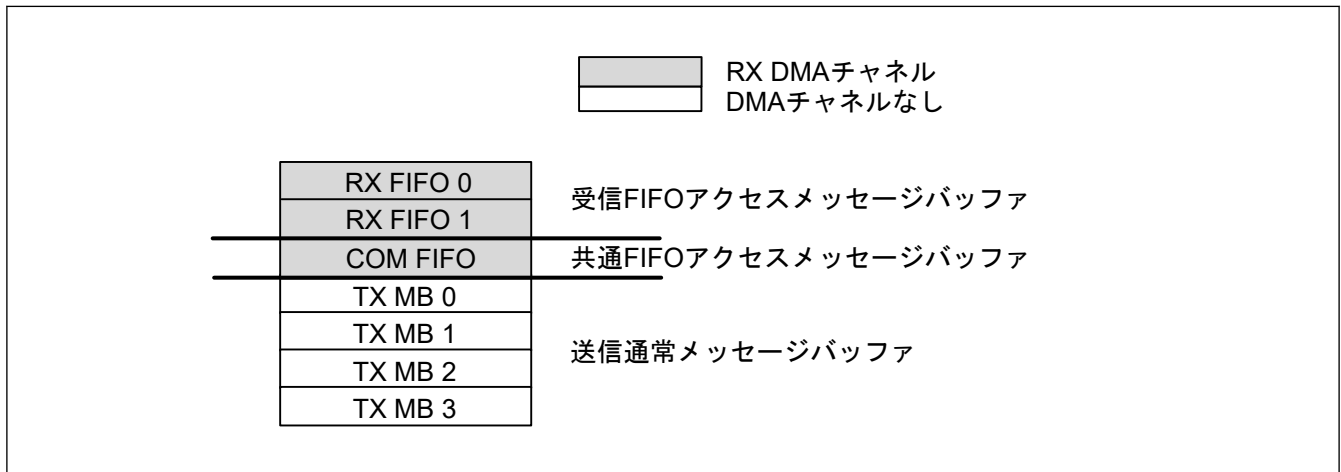 RX DMAチャネル
DMAチャネルなし
RX FIFO 0
RX FIFO 1
受信FIFOアクセスメッセージバッファ
COM FIFO
共通FIFOアクセスメッセージバッファ
TX MB 0
TX MB 1
TX MB 2
TX MB 3
送信通常メッセージバッファ